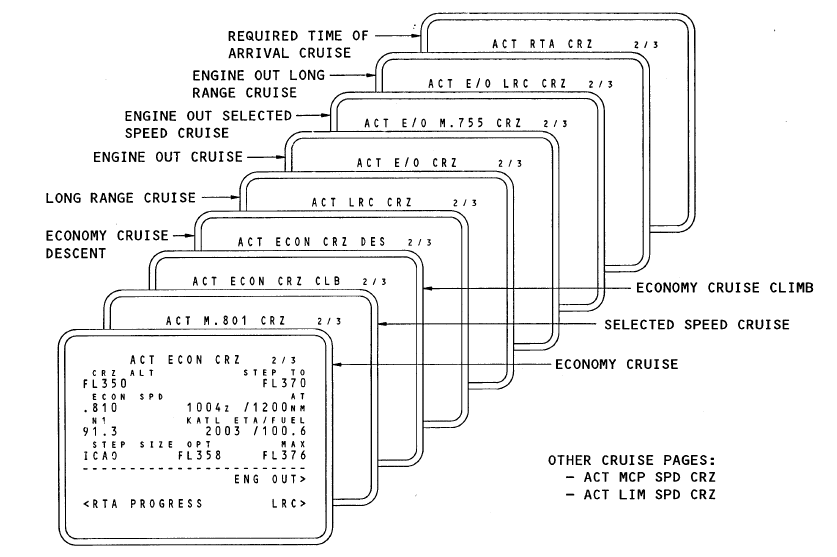 REQUIRED TIME OF
ARRIVAL CRUISE
ACT RTA CRZ 2/3
ENGINE OUT LONG
RANGE CRUISE
ACT E/O LRC CRZ 2/3
ENGINE OUT SELECTED
SPEED CRUISE
ACT E/O M.755 CRZ 2/3
ENGINE OUT CRUISE
ACT E/O CRZ 2/3
LONG RANGE CRUISE
ACT LRC CRZ 2/3
ECONOMY CRUISE
DESCENT
ACT ECON CRZ DES 2/3
ACT ECON CRZ CLB 2/3
ECONOMY CRUISE CLIMB
ACT M.801 CRZ 2/3
SELECTED SPEED CRUISE
ECONOMY CRUISE
ACT ECON CRZ 2/3
CRZ ALT STEP TO
FL350 FL370
ECON SPD AT
.810 1004z /1200NM
N1 KATL ETA/FUEL
91.3 2003 /100.6
STEP SIZE OPT MAX
ICAO FL358 FL376
ENG OUT>
<RTA PROGRESS LRC>
OTHER CRUISE PAGES:
- ACT MCP SPD CRZ
- ACT LIM SPD CRZ